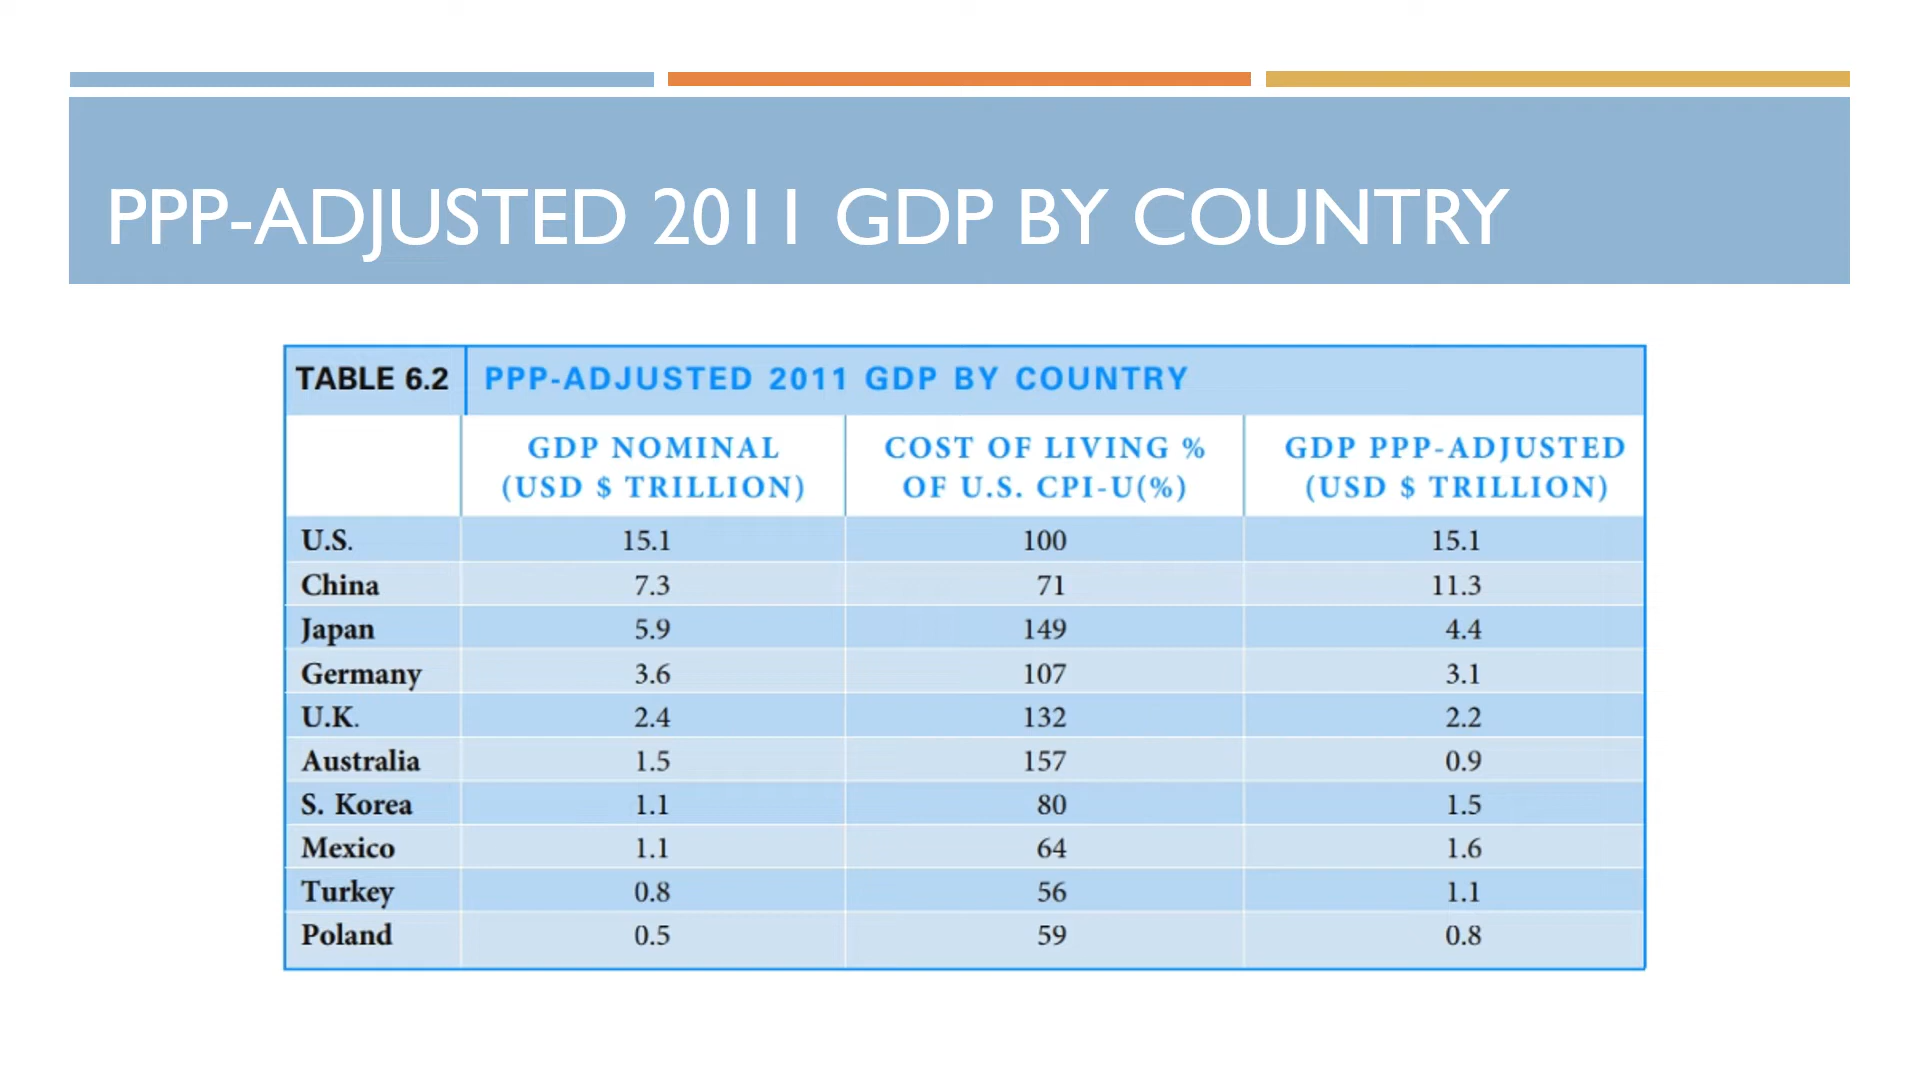 PPP-ADJUSTED 2011 GDP BY COUNTRY
TABLE 6.2 PPP-ADJUSTED 2011 GDP BY COUNTRY
GDP NOMINAL COST OF LIVING % GDP PPP-ADJUSTED
(USD $ TRILLION) OF U.S. CPI-U(%) (USD $ TRILLION)
U.S. 15.1 100 15.1
China 7.3 71 11.3
Japan 5.9 149 4.4
Germany 3.6 107 3.1
U.K. 2.4 132 2.2
Australia 1.5 157 0.9
S. Korea 1.1 80 1.5
Mexico 1.1 64 1.6
Turkey 0.8 56 1.1
Poland 0.5 59 0.8